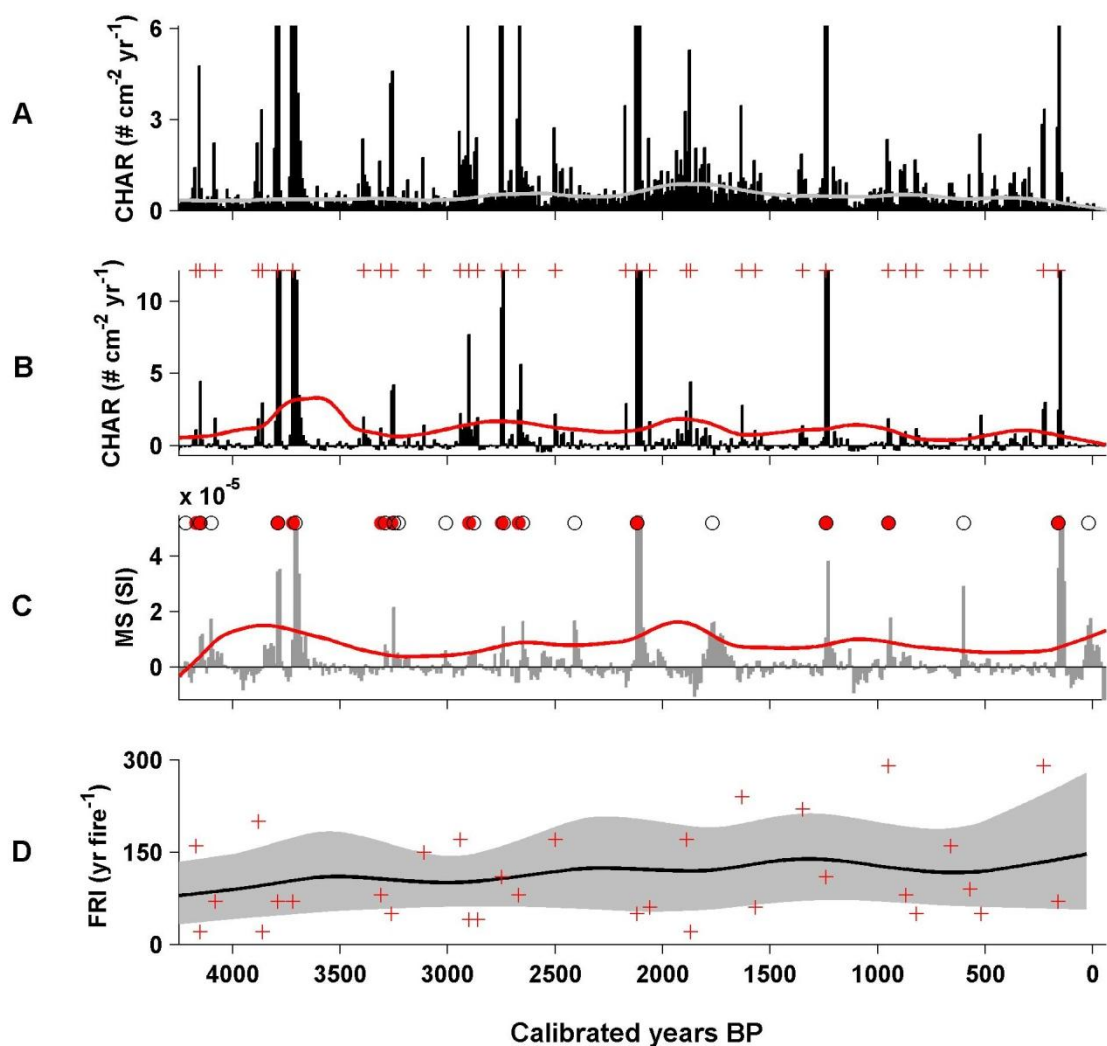 A
CHAR (# cm-2 yr-1)
6
3
0
B
CHAR (# cm-2 yr-1)
10
5
0
C
x 10-5
MS (SI)
4
2
0
D
FRI (yr fire-1)
300
150
0
4000 3500 3000 2500 2000 1500 1000 500 0
Calibrated years BP